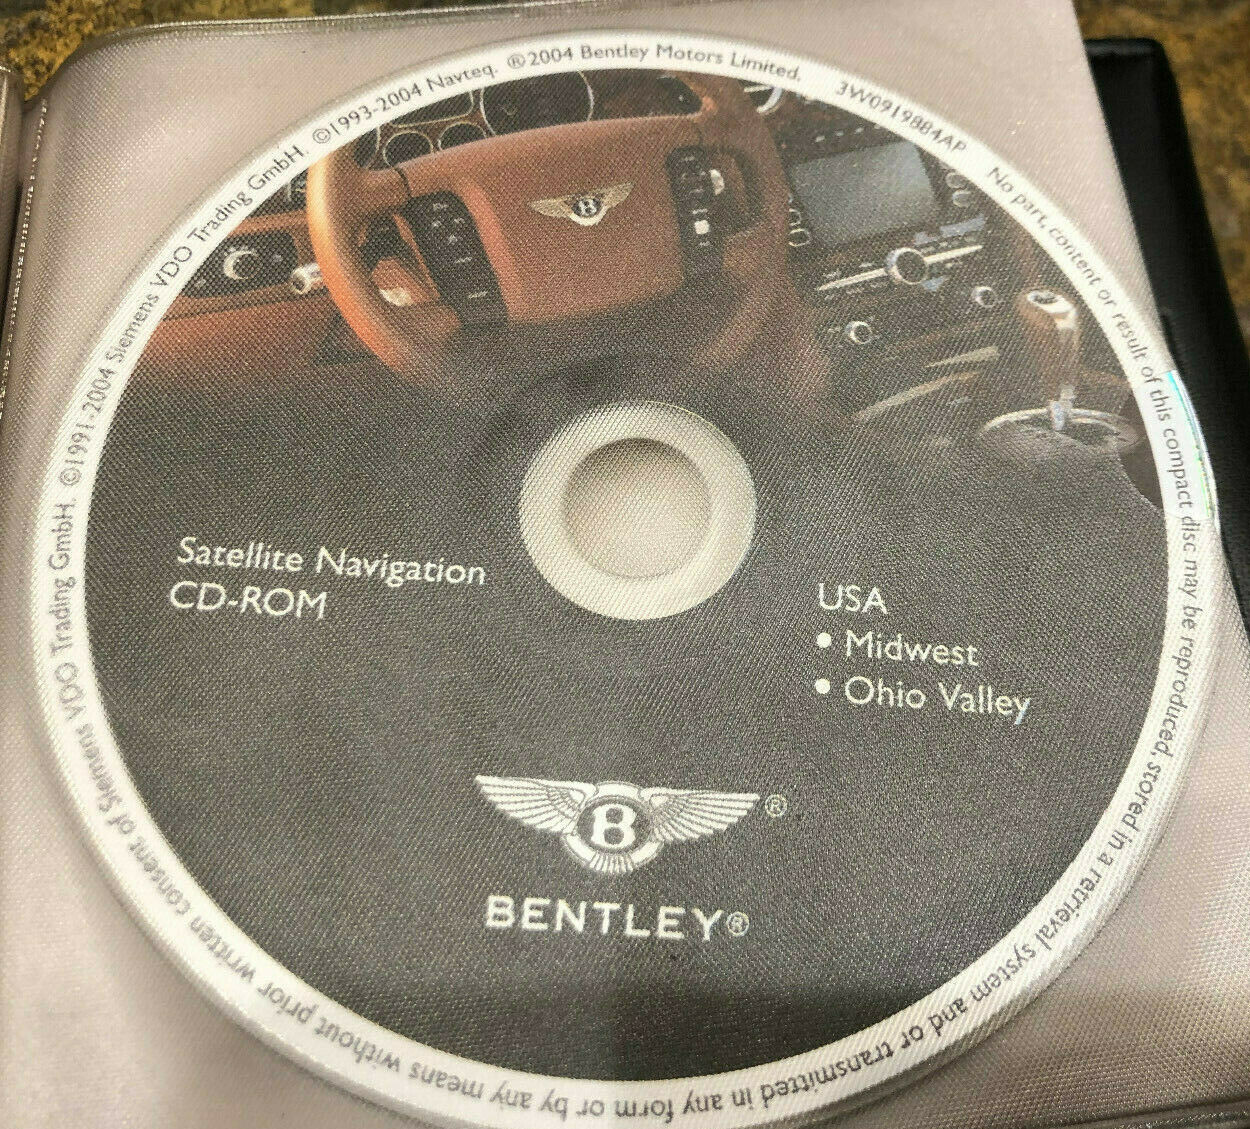 ©1991-2004 Siemens VDO Trading GmbH. ©1993-2004 Navteq. ®2004 Bentley Motors Limited. 3W0919884AP No part, content or result of this compact disc may be reproduced, stored in a retrieval system and or transmitted in any form or by any means without prior written consent of Siemens VDO Trading GmbH.
B
Satellite Navigation
CD-ROM
USA
• Midwest
• Ohio Valley
B ®
BENTLEY®